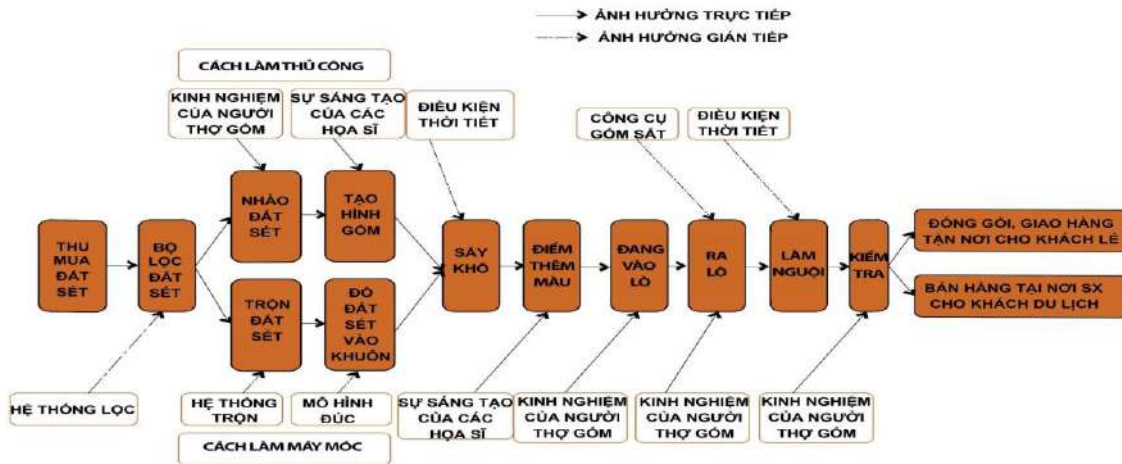 ẢNH HƯỞNG TRỰC TIẾP
ẢNH HƯỞNG GIÁN TIẾP
CÁCH LÀM THỦ CÔNG
KINH NGHIỆM
CỦA NGƯỜI
THỢ GỐM
SỰ SÁNG TẠO
CỦA CÁC
HỌA SĨ
ĐIỀU KIỆN
THỜI TIẾT
CÔNG CỤ
GỐM SẮT
ĐIỀU KIỆN
THỜI TIẾT
NHÀO
ĐẤT
SÉT
TẠO
HÌNH
GỐM
THU
MUA
ĐẤT
SÉT
BỘ
LỌC
ĐẤT
SÉT
SẤY
KHÔ
ĐIỂM
THÊM
MÀU
ĐANG
VÀO
LÒ
RA
LÒ
LÀM
NGUỘI
KIỂM
TRA
ĐÓNG GÓI, GIAO HÀNG
TẬN NƠI CHO KHÁCH LẺ
BÁN HÀNG TẠI NƠI SX
CHO KHÁCH DU LỊCH
TRỘN
ĐẤT
SÉT
ĐỔ
ĐẤT
SÉT
VÀO
KHUÔN
HỆ THỐNG LỌC
HỆ THỐNG
TRỘN
MÔ HÌNH
ĐÚC
SỰ SÁNG TẠO
CỦA CÁC
HỌA SĨ
KINH NGHIỆM
CỦA NGƯỜI
THỢ GỐM
KINH NGHIỆM
CỦA NGƯỜI
THỢ GỐM
KINH NGHIỆM
CỦA NGƯỜI
THỢ GỐM
CÁCH LÀM MÁY MÓC